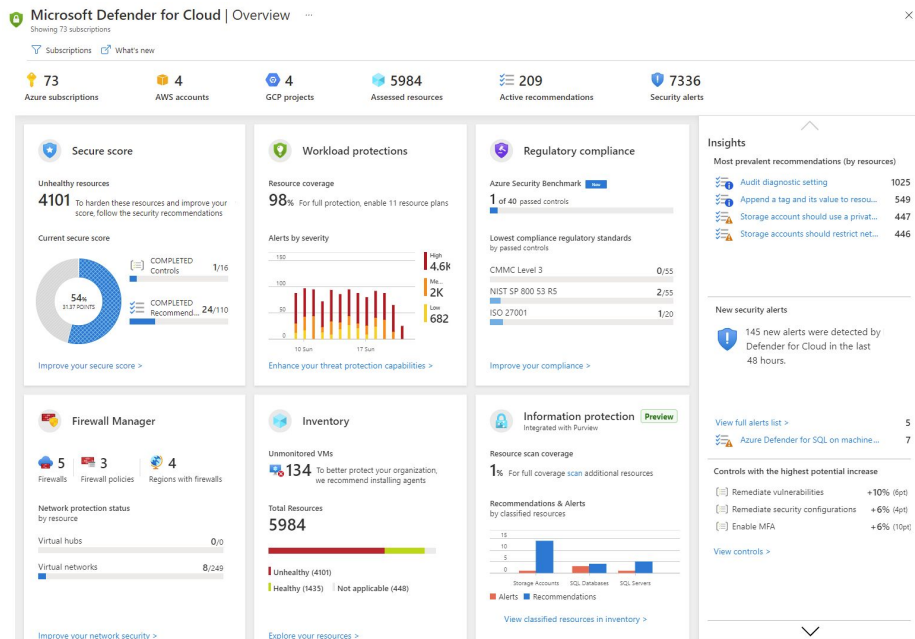 Microsoft Defender for Cloud | Overview ...
Showing 73 subscriptions
Subscriptions What's new
73
Azure subscriptions
4
AWS accounts
4
GCP projects
5984
Assessed resources
209
Active recommendations
7336
Security alerts
Secure score
Unhealthy resources
4101 To harden these resources and improve your
score, follow the security recommendations
Current secure score
54%
31.37 POINTS
COMPLETED
Controls 1/16
COMPLETED
Recommend... 24/110
Improve your secure score >
Workload protections
Resource coverage
98% For full protection, enable 11 resource plans
Alerts by severity
150
100
50
0
10 Sun 17 Sun
High
4.6K
Me...
2K
Low
682
Enhance your threat protection capabilities >
Regulatory compliance
Azure Security Benchmark New
1 of 40 passed controls
Lowest compliance regulatory standards
by passed controls
CMMC Level 3 0/55
NIST SP 800 53 R5 2/55
ISO 27001 1/20
Improve your compliance >
Firewall Manager
5
Firewalls
3
Firewall policies
4
Regions with firewalls
Network protection status
by resource
Virtual hubs 0/0
Virtual networks 8/249
Improve your network security >
Inventory
Unmonitored VMs
134 To better protect your organization,
we recommend installing agents
Total Resources
5984
Unhealthy (4101)
Healthy (1435) Not applicable (448)
Explore your resources >
Information protection Preview
Integrated with Purview
Resource scan coverage
1% For full coverage scan additional resources
Recommendations & Alerts
by classified resources
10
5
0
Storage Accounts SQL Databases SQL Servers
Alerts Recommendations
View classified resources in inventory >
Insights
Most prevalent recommendations (by resources)
Audit diagnostic setting 1025
Append a tag and its value to resou... 549
Storage account should use a privat... 447
Storage accounts should restrict net... 446
New security alerts
145 new alerts were detected by
Defender for Cloud in the last
48 hours.
View full alerts list > 5
Azure Defender for SQL on machine... 7
Controls with the highest potential increase
Remediate vulnerabilities +10% (6pt)
Remediate security configurations +6% (4pt)
Enable MFA +6% (10pt)
View controls >